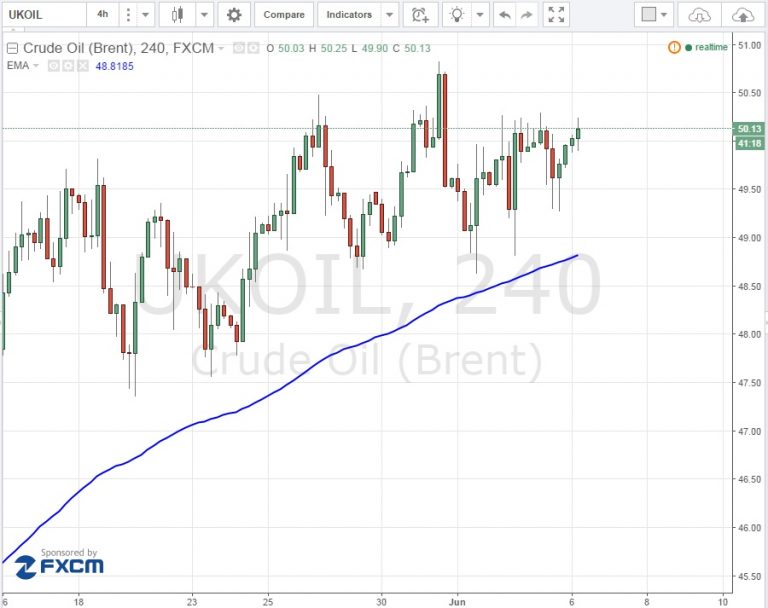 UKOIL 4h Compare Indicators
Crude Oil (Brent), 240, FXCM O 50.03 H 50.25 L 49.90 C 50.13 realtime
EMA 48.8185
51.00
50.50
50.13
41:18
49.50
49.00
48.50
48.00
47.50
47.00
46.50
46.00
45.50
UKOIL, 240
Crude Oil (Brent)
Sponsored by
FXCM
6 18 23 25 30 Jun 6 8 10